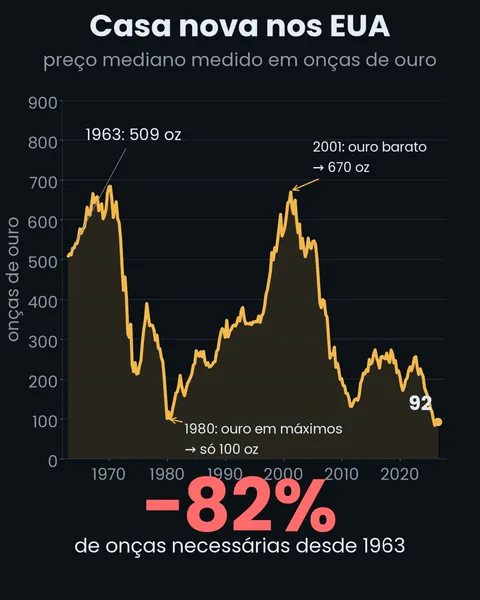 Casa nova nos EUA
preço mediano medido em onças de ouro
900
800
700
600
500
400
300
200
100
0
onças de ouro
1963: 509 oz
2001: ouro barato
→ 670 oz
1980: ouro em máximos
→ só 100 oz
92
1970 1980 1990 2000 2010 2020
-82%
de onças necessárias desde 1963